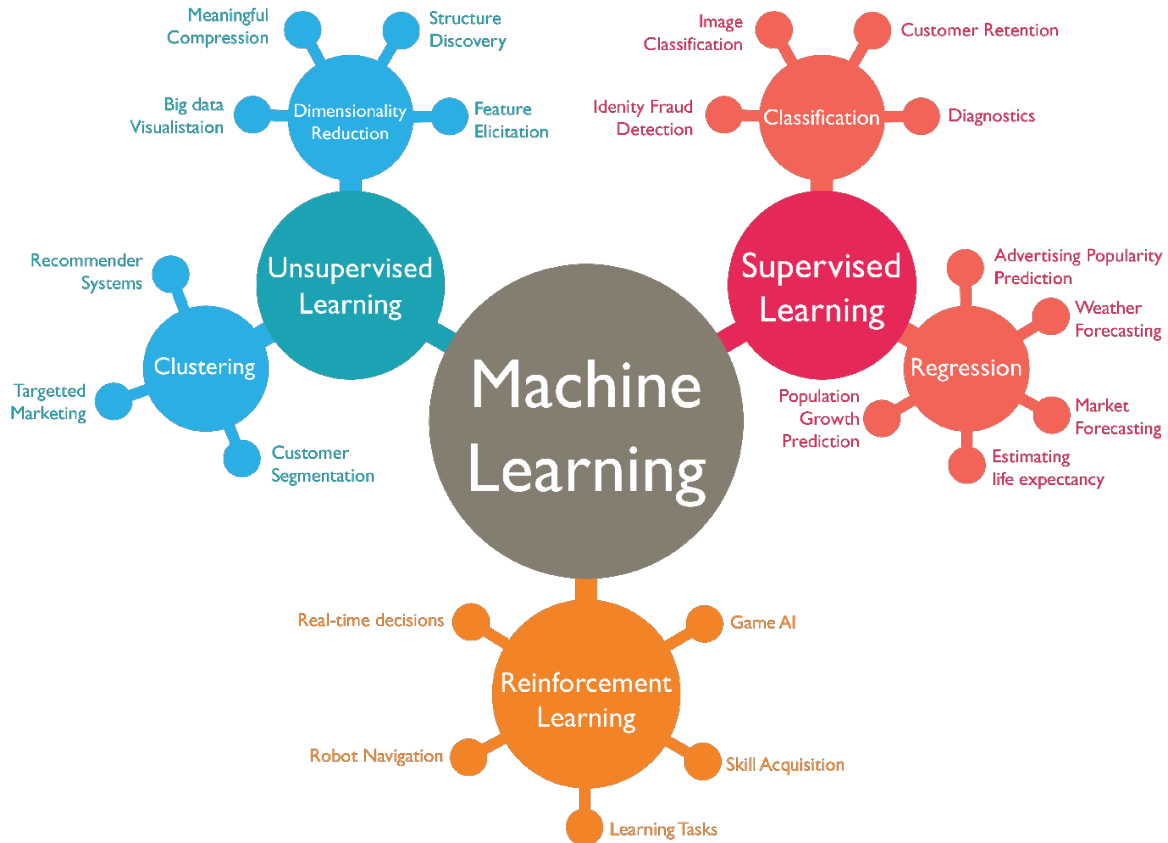 Meaningful
Compression
Structure
Discovery
Big data
Visualistaion
Dimensionality
Reduction
Feature
Elicitation
Image
Classification
Customer Retention
Idenity Fraud
Detection
Classification
Diagnostics
Unsupervised
Learning
Supervised
Learning
Recommender
Systems
Clustering
Targetted
Marketing
Customer
Segmentation
Machine
Learning
Advertising Popularity
Prediction
Weather
Forecasting
Regression
Population
Growth
Prediction
Market
Forecasting
Estimating
life expectancy
Real-time decisions
Game AI
Reinforcement
Learning
Robot Navigation
Skill Acquisition
Learning Tasks